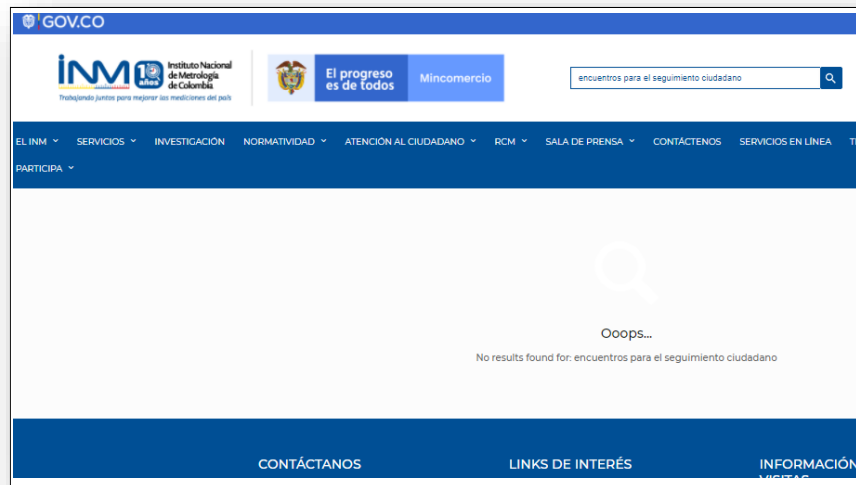 GOV.CO
INM 10 años
Instituto Nacional
de Metrología
de Colombia
Trabajando juntos para mejorar las mediciones del país
El progreso
es de todos
Mincomercio
encuentros para el seguimiento ciudadano
EL INM SERVICIOS INVESTIGACIÓN NORMATIVIDAD ATENCIÓN AL CIUDADANO RCM SALA DE PRENSA CONTÁCTENOS SERVICIOS EN LÍNEA
PARTICIPA
Ooops...
No results found for: encuentros para el seguimiento ciudadano
CONTÁCTANOS LINKS DE INTERÉS INFORMACIÓN
VISITAS